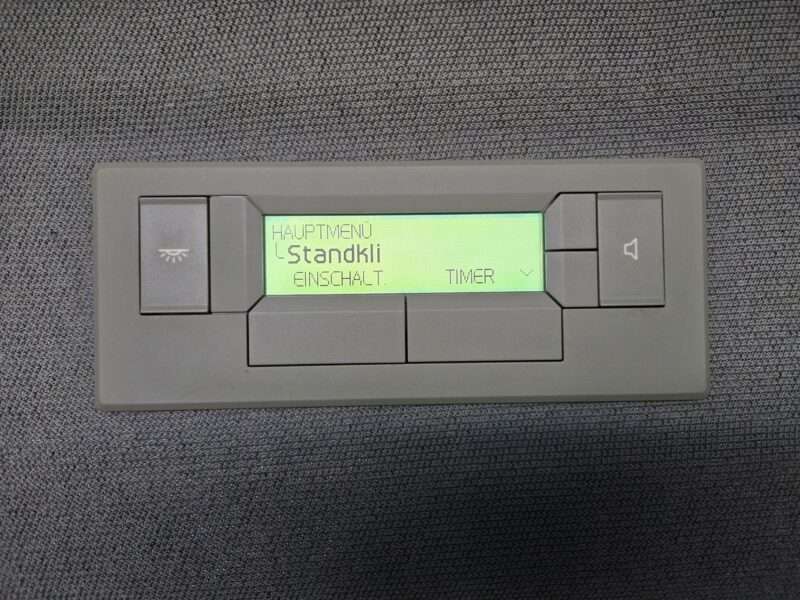 HAUPTMENÜ
Standkli
EINSCHALT. TIMER